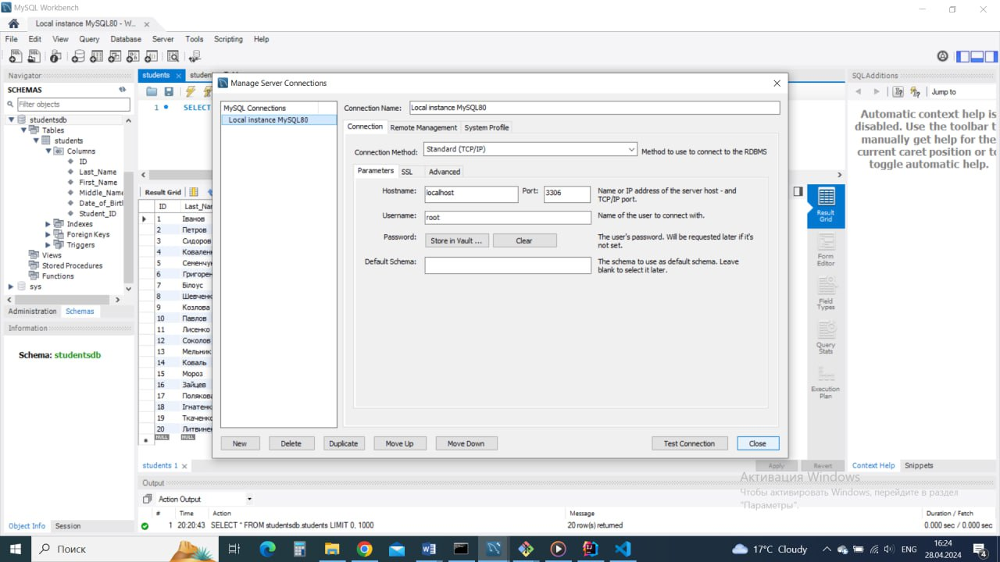 MySQL Workbench
Local instance MySQL80 - W...
File Edit View Query Database Server Tools Scripting Help
Navigator
SCHEMAS
Filter objects
studentsdb
Tables
students
Columns
ID
Last_Name
First_Name
Middle_Name
Date_of_Birth
Student_ID
Indexes
Foreign Keys
Triggers
Views
Stored Procedures
Functions
sys
Administration Schemas
Information
Schema: studentsdb
Object Info Session
students
1 SELECT
Result Grid
ID Last_Na
1 Іванов
2 Петров
3 Сидоров
4 Ковален
5 Семенчу
6 Григорен
7 Білоус
8 Шевченк
9 Козлова
10 Павлов
11 Лисенко
12 Соколов
13 Мельник
14 Коваль
15 Мороз
16 Зайцев
17 Полякова
18 Ігнатенк
19 Ткаченко
20 Литвинен
NULL NULL
students 1
Manage Server Connections
MySQL Connections
Local instance MySQL80
Connection Name: Local instance MySQL80
Connection Remote Management System Profile
Connection Method: Standard (TCP/IP) Method to use to connect to the RDBMS
Parameters SSL Advanced
Hostname: localhost Port: 3306 Name or IP address of the server host - and
TCP/IP port.
Username: root Name of the user to connect with.
Password: Store in Vault ... Clear The user's password. Will be requested later if it's
not set.
Default Schema: The schema to use as default schema. Leave
blank to select it later.
New Delete Duplicate Move Up Move Down Test Connection Close
Result
Grid
Form
Editor
Field
Types
Query
Stats
Execution
Plan
Apply Revert
SQLAdditions
Jump to
Automatic context help is
disabled. Use the toolbar t
manually get help for the
current caret position or to
toggle automatic help.
Context Help Snippets
Output
Action Output
# Time Action Message Duration / Fetch
1 20:20:43 SELECT * FROM studentsdb.students LIMIT 0, 1000 20 row(s) returned 0.000 sec / 0.000 sec
Активация Windows
Чтобы активировать Windows, перейдите в раздел
"Параметры".
Поиск
17°C Cloudy
ENG
16:24
28.04.2024
4